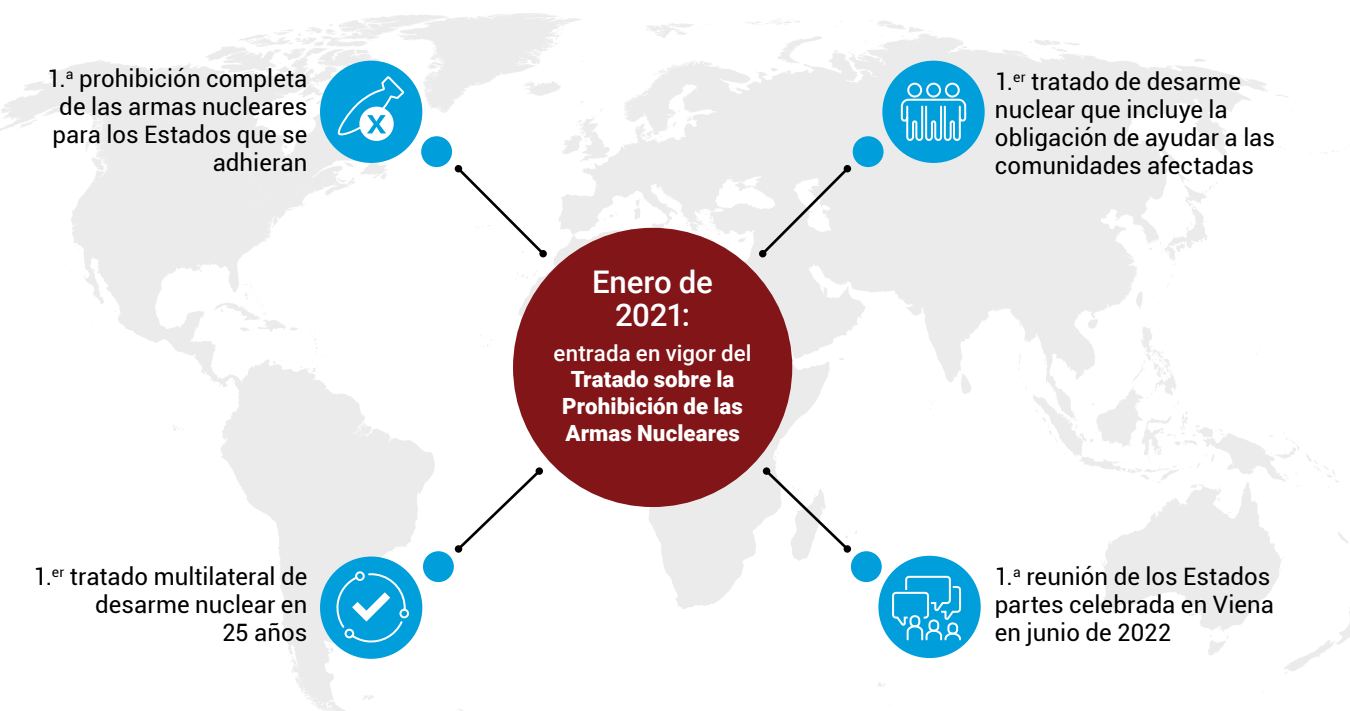 1.ª prohibición completa
de las armas nucleares
para los Estados que se
adhieran
X
1.er tratado de desarme
nuclear que incluye la
obligación de ayudar a las
comunidades afectadas
Enero de
2021:
entrada en vigor del
Tratado sobre la
Prohibición de las
Armas Nucleares
1.er tratado multilateral de
desarme nuclear en
25 años
1.ª reunión de los Estados
partes celebrada en Viena
en junio de 2022